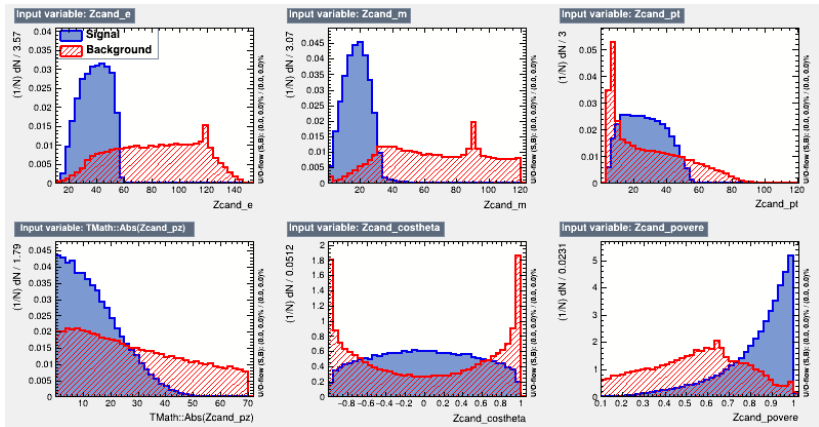 Input variable: Zcand_e
(1/N) dN / 3.57
0.04
0.035
0.03
0.025
0.02
0.015
0.01
0.005
0
Signal
Background
20 40 60 80 100 120 140
Zcand_e
U/O-flow (S,B): (0.0, 0.0)% / (0.0, 0.0)%
Input variable: Zcand_m
(1/N) dN / 3.07
0.045
0.04
0.035
0.03
0.025
0.02
0.015
0.01
0.005
0
20 40 60 80 100 120
Zcand_m
U/O-flow (S,B): (0.0, 0.0)% / (0.0, 0.0)%
Input variable: Zcand_pt
(1/N) dN / 3
0.05
0.04
0.03
0.02
0.01
0
20 40 60 80 100 120
Zcand_pt
U/O-flow (S,B): (0.0, 0.0)% / (0.0, 0.0)%
Input variable: TMath::Abs(Zcand_pz)
(1/N) dN / 1.79
0.045
0.04
0.035
0.03
0.025
0.02
0.015
0.01
0.005
0
10 20 30 40 50 60 70
TMath::Abs(Zcand_pz)
U/O-flow (S,B): (0.0, 0.0)% / (0.0, 0.0)%
Input variable: Zcand_costheta
(1/N) dN / 0.0512
2
1.8
1.6
1.4
1.2
1
0.8
0.6
0.4
0.2
0
−0.8 −0.6 −0.4 −0.2 0 0.2 0.4 0.6 0.8 1
Zcand_costheta
U/O-flow (S,B): (0.0, 0.0)% / (0.0, 0.0)%
Input variable: Zcand_povere
(1/N) dN / 0.0231
5
4
3
2
1
0
0.1 0.2 0.3 0.4 0.5 0.6 0.7 0.8 0.9 1
Zcand_povere
U/O-flow (S,B): (0.0, 0.0)% / (0.0, 0.0)%